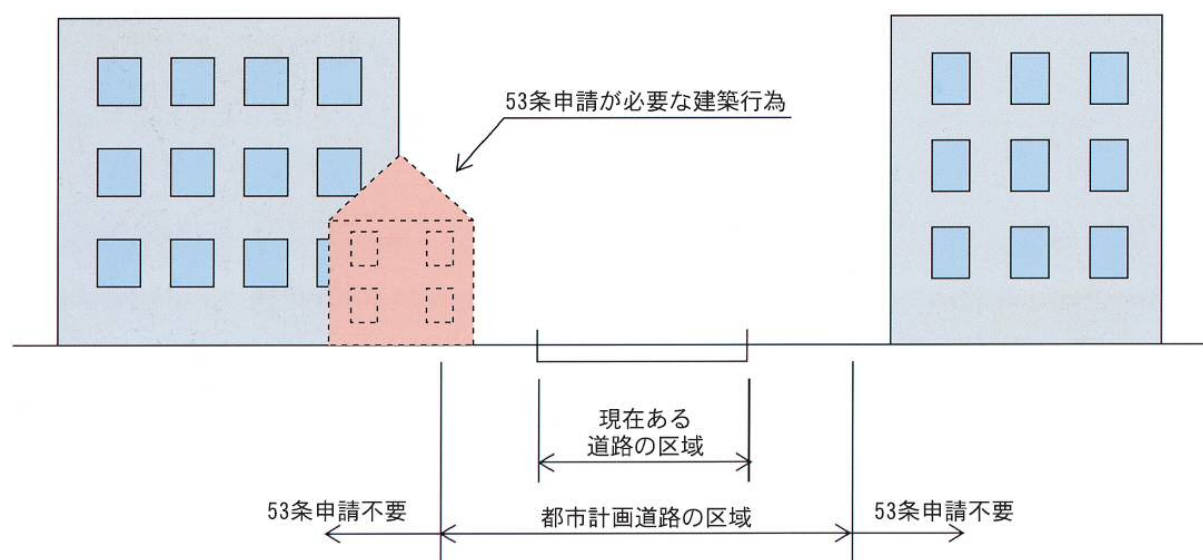 53条申請が必要な建築行為
現在ある
道路の区域
53条申請不要
都市計画道路の区域
53条申請不要